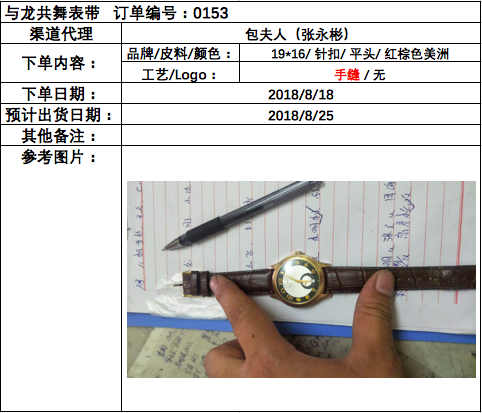 与龙共舞表带 订单编号：0153
渠道代理 包夫人（张永彬）
下单内容： 品牌/皮料/颜色： 19*16/ 针扣/ 平头/ 红棕色美洲
工艺/Logo： 手缝 / 无
下单日期： 2018/8/18
预计出货日期： 2018/8/25
其他备注：
参考图片：